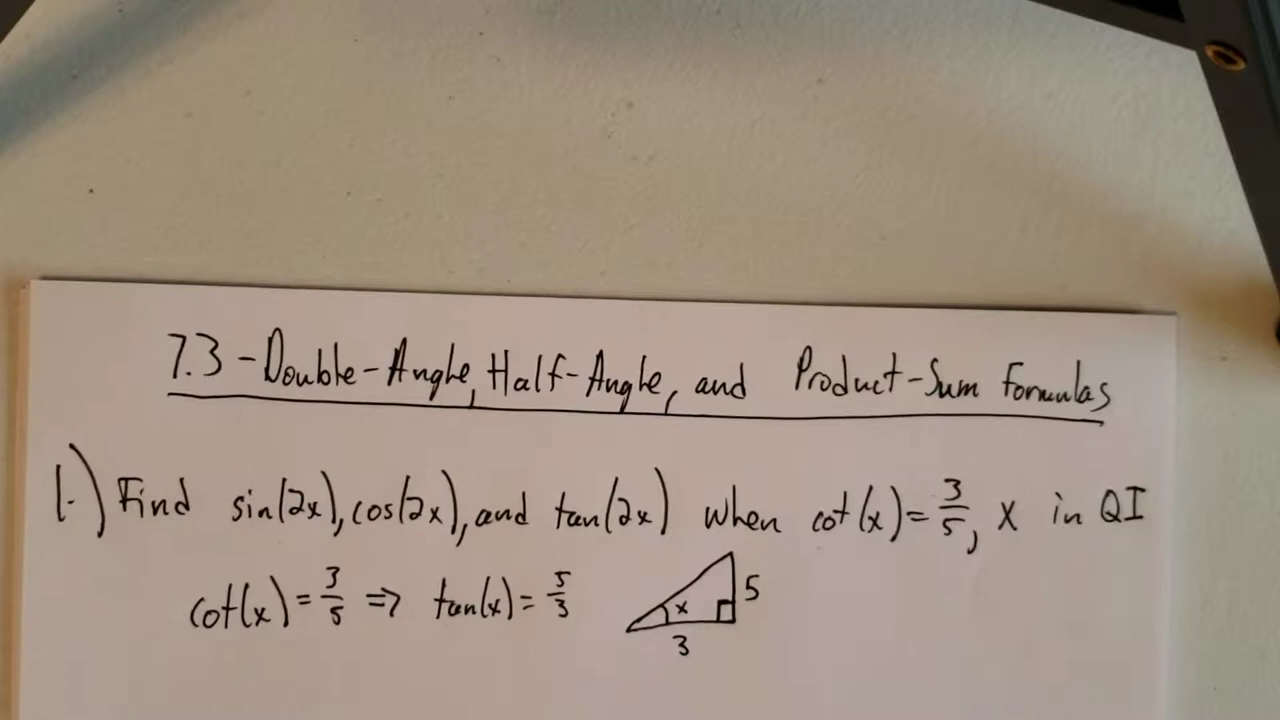 7.3 - Double-Angle, Half-Angle, and Product-Sum Formulas
1.) Find sin(2x), cos(2x), and tan(2x) when cot(x) = 3/5, x in QI
cot(x) = 3/5 ⇒ tan(x) = 5/3
x 5
3